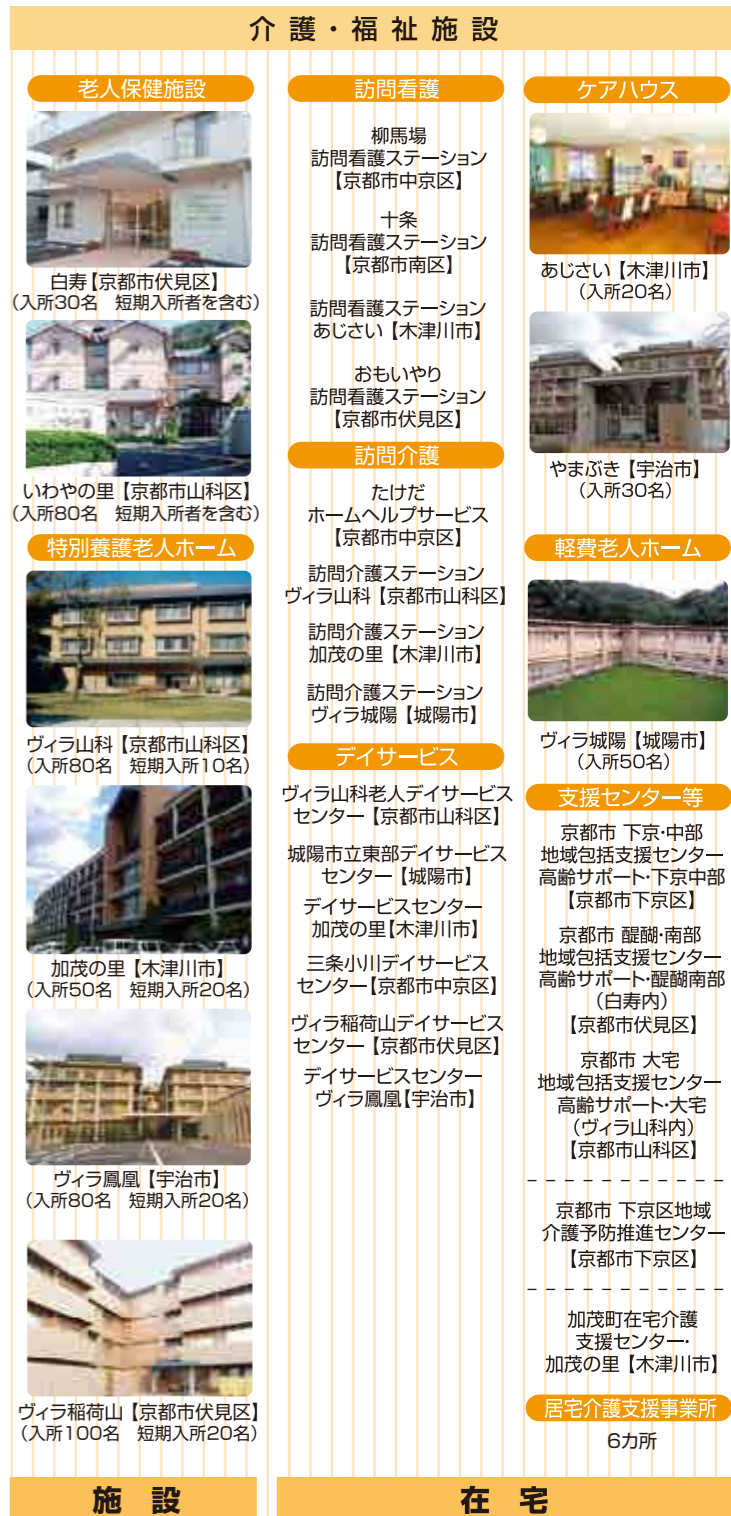 介護・福祉施設
老人保健施設
白寿【京都市伏見区】
(入所30名　短期入所者を含む)
いわやの里【京都市山科区】
(入所80名　短期入所者を含む)
特別養護老人ホーム
ヴィラ山科【京都市山科区】
(入所80名　短期入所10名)
加茂の里【木津川市】
(入所50名　短期入所20名)
ヴィラ鳳凰【宇治市】
(入所80名　短期入所20名)
ヴィラ稲荷山【京都市伏見区】
(入所100名　短期入所20名)
施　設
訪問看護
柳馬場
訪問看護ステーション
【京都市中京区】
十条
訪問看護ステーション
【京都市南区】
訪問看護ステーション
あじさい【木津川市】
おもいやり
訪問看護ステーション
【京都市伏見区】
訪問介護
たけだ
ホームヘルプサービス
【京都市中京区】
訪問介護ステーション
ヴィラ山科【京都市山科区】
訪問介護ステーション
加茂の里【木津川市】
訪問介護ステーション
ヴィラ城陽【城陽市】
デイサービス
ヴィラ山科老人デイサービス
センター【京都市山科区】
城陽市立東部デイサービス
センター【城陽市】
デイサービスセンター
加茂の里【木津川市】
三条小川デイサービス
センター【京都市中京区】
ヴィラ稲荷山デイサービス
センター【京都市伏見区】
デイサービスセンター
ヴィラ鳳凰【宇治市】
ケアハウス
あじさい【木津川市】
(入所20名)
やまぶき【宇治市】
(入所30名)
軽費老人ホーム
ヴィラ城陽【城陽市】
(入所50名)
支援センター等
京都市 下京・中部
地域包括支援センター
高齢サポート・下京中部
【京都市下京区】
京都市 醍醐・南部
地域包括支援センター
高齢サポート・醍醐南部
(白寿内)
【京都市伏見区】
京都市 大宅
地域包括支援センター
高齢サポート・大宅
(ヴィラ山科内)
【京都市山科区】
京都市 下京区地域
介護予防推進センター
【京都市下京区】
加茂町在宅介護
支援センター・
加茂の里【木津川市】
居宅介護支援事業所
6カ所
在　宅